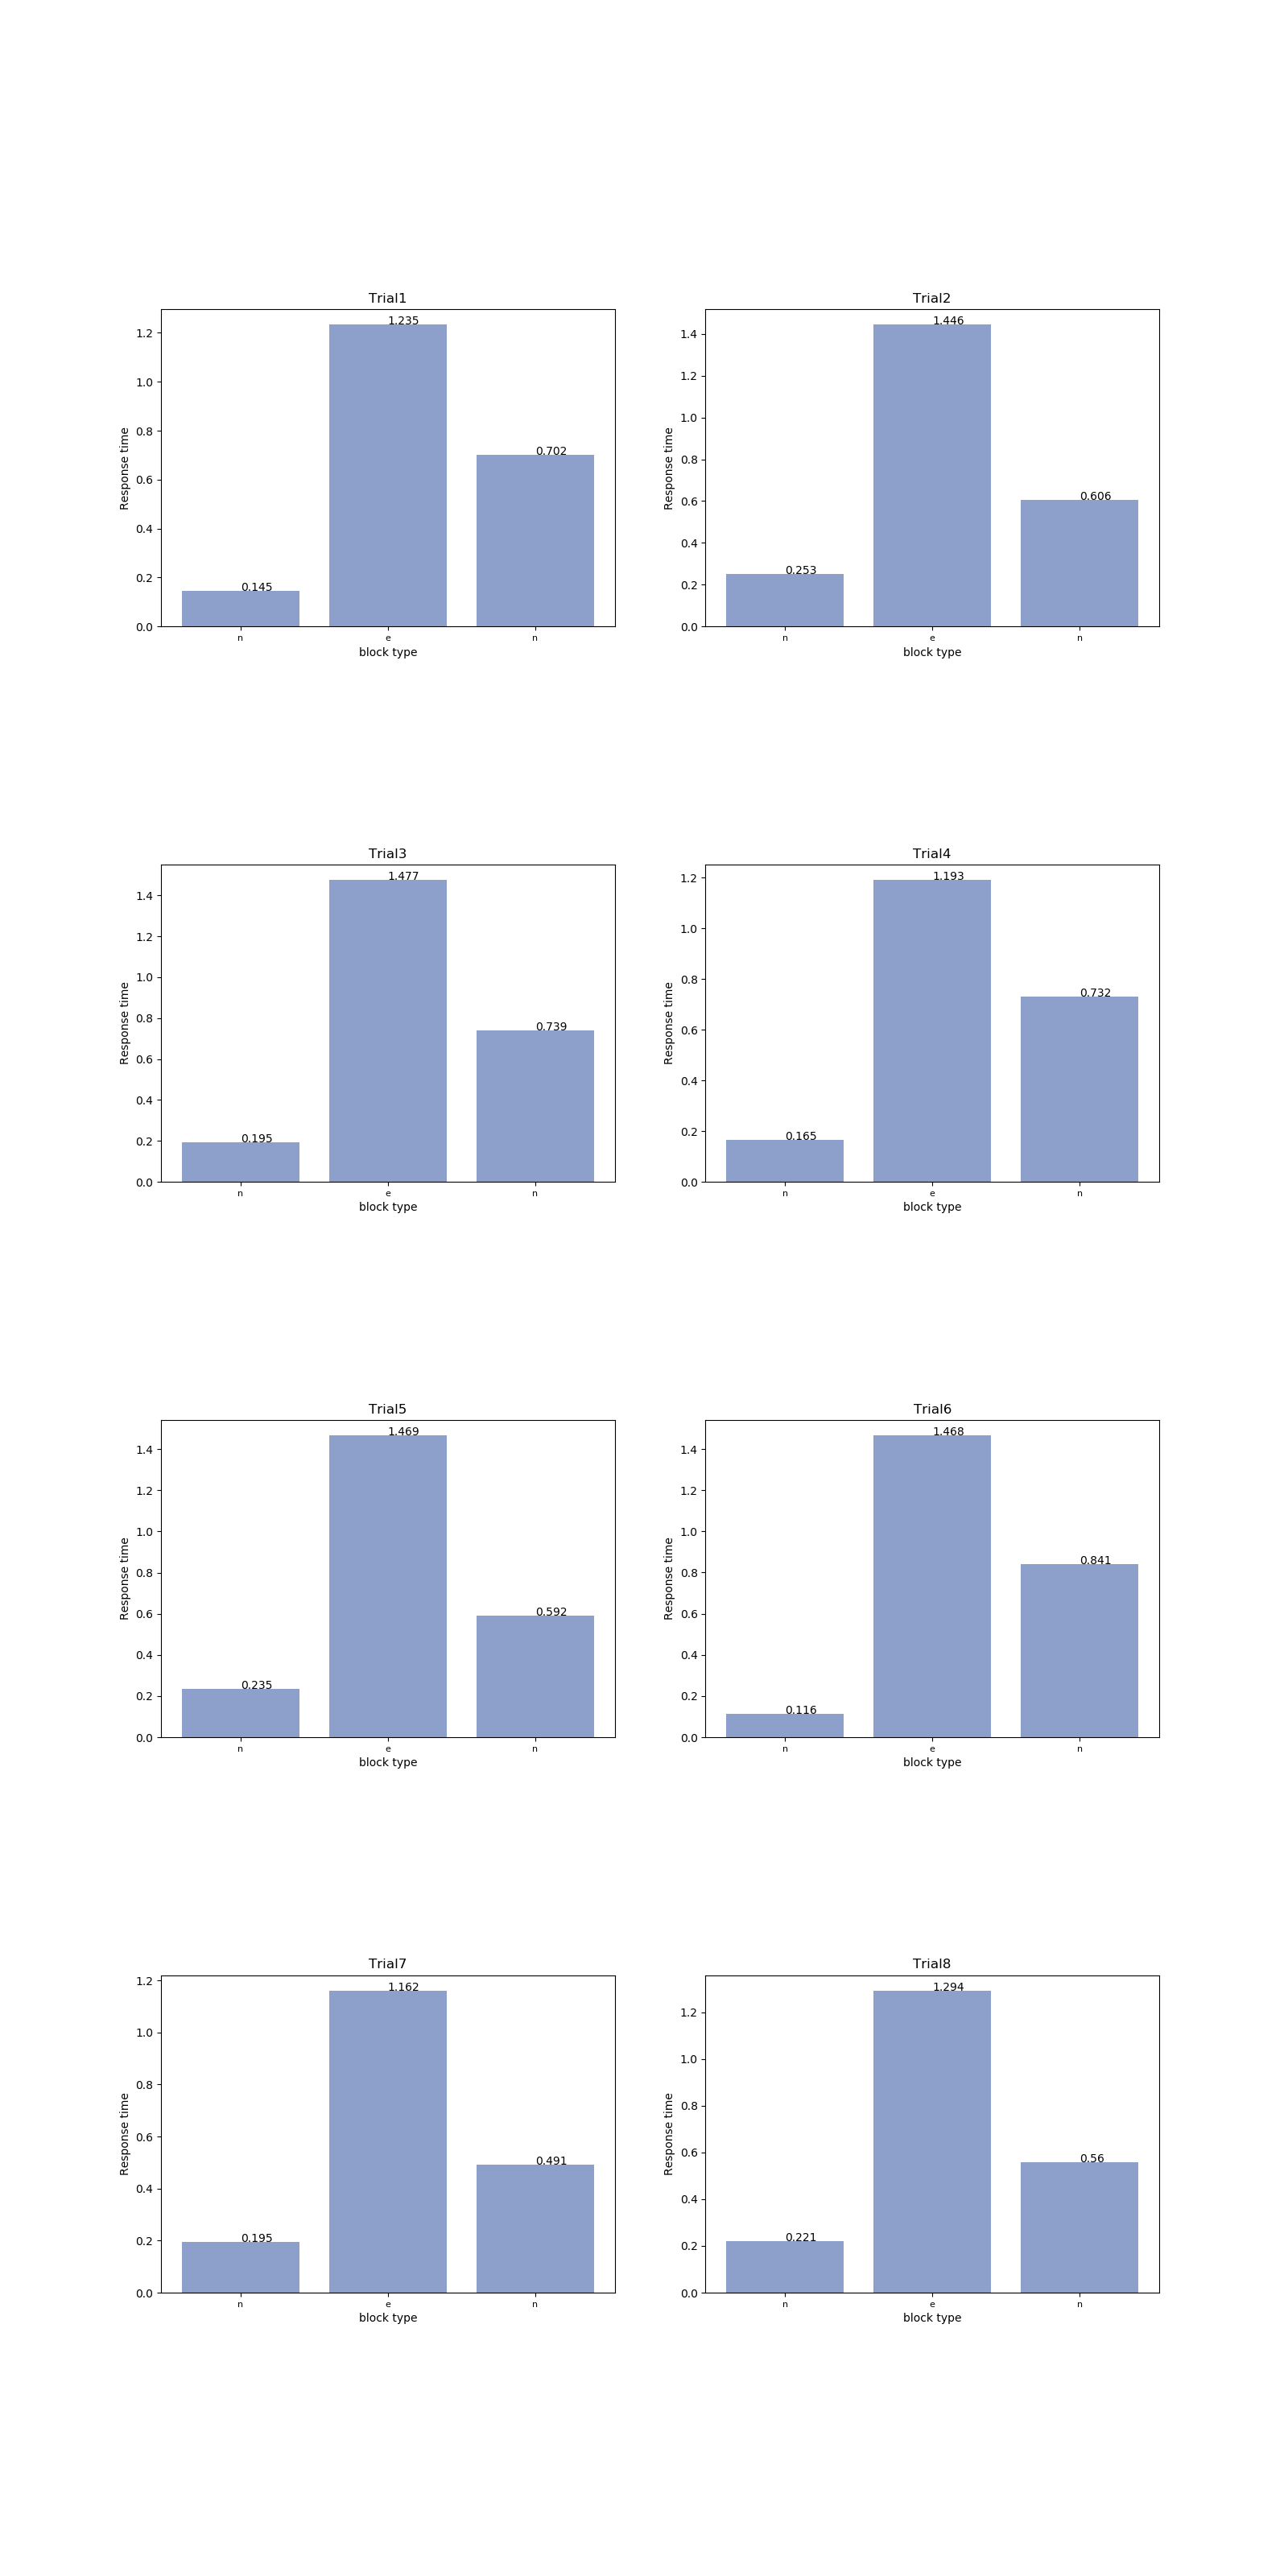 Trial1
1.235
1.2
1.0
0.8
0.702
0.6
0.4
0.2
0.145
0.0
Response time
n e n
block type
Trial2
1.446
1.4
1.2
1.0
0.8
0.6
0.606
0.4
0.253
0.2
0.0
Response time
n e n
block type
Trial3
1.477
1.4
1.2
1.0
0.8
0.739
0.6
0.4
0.2
0.195
0.0
Response time
n e n
block type
Trial4
1.193
1.2
1.0
0.8
0.732
0.6
0.4
0.2
0.165
0.0
Response time
n e n
block type
Trial5
1.469
1.4
1.2
1.0
0.8
0.6
0.592
0.4
0.235
0.2
0.0
Response time
n e n
block type
Trial6
1.468
1.4
1.2
1.0
0.841
0.8
0.6
0.4
0.2
0.116
0.0
Response time
n e n
block type
Trial7
1.2
1.162
1.0
0.8
0.6
0.491
0.4
0.2
0.195
0.0
Response time
n e n
block type
Trial8
1.294
1.2
1.0
0.8
0.6
0.56
0.4
0.221
0.2
0.0
Response time
n e n
block type